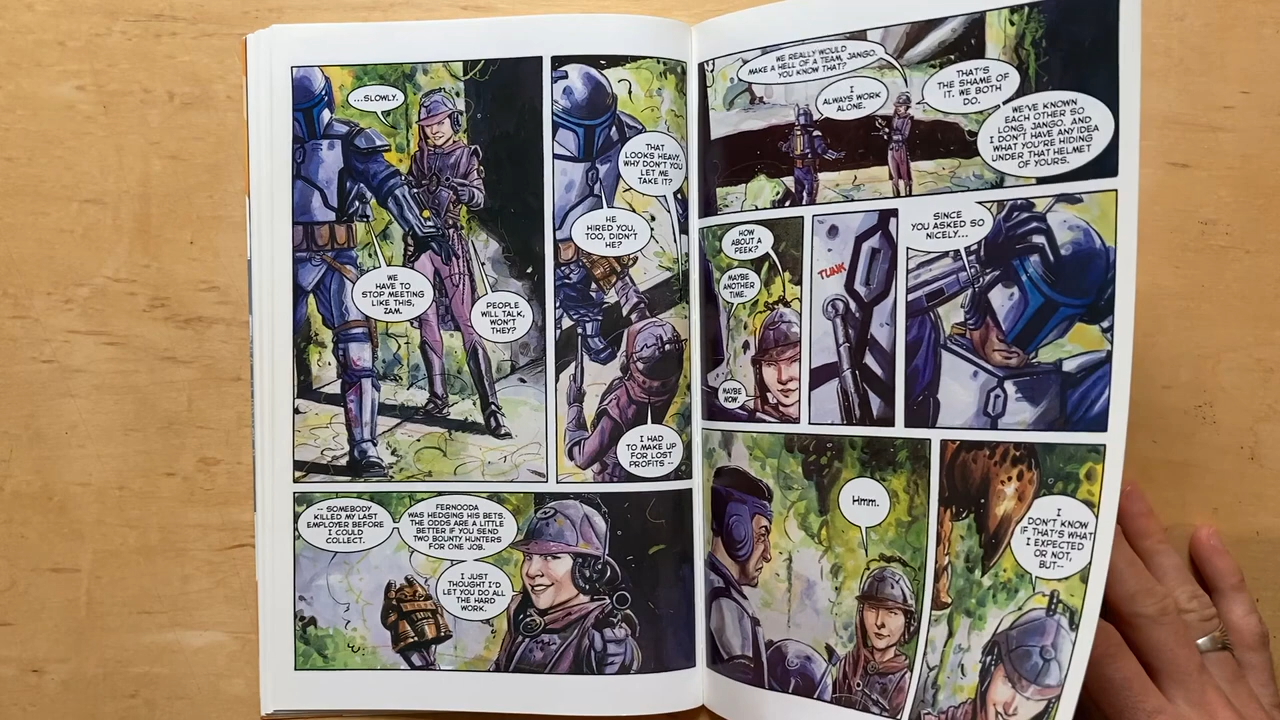 ...SLOWLY.
WE
HAVE TO
STOP MEETING
LIKE THIS,
ZAM.
PEOPLE
WILL TALK,
WON'T
THEY?
THAT
LOOKS HEAVY.
WHY DON'T YOU
LET ME
TAKE IT?
HE
HIRED YOU,
TOO, DIDN'T
HE?
I HAD
TO MAKE UP
FOR LOST
PROFITS --
-- SOMEBODY
KILLED MY LAST
EMPLOYER BEFORE
I COULD
COLLECT.
FERNOODA
WAS HEDGING HIS BETS.
THE ODDS ARE A LITTLE
BETTER IF YOU SEND
TWO BOUNTY HUNTERS
FOR ONE JOB.
I JUST
THOUGHT I'D
LET YOU DO ALL
THE HARD
WORK.
WE REALLY WOULD
MAKE A HELL OF A TEAM, JANGO.
YOU KNOW THAT?
I
ALWAYS WORK
ALONE.
THAT'S
THE SHAME OF
IT. WE BOTH
DO.
WE'VE KNOWN
EACH OTHER SO
LONG, JANGO. AND
I DON'T HAVE ANY IDEA
WHAT YOU'RE HIDING
UNDER THAT HELMET
OF YOURS.
HOW
ABOUT A
PEEK?
MAYBE
ANOTHER
TIME.
MAYBE
NOW.
TUNK
SINCE
YOU ASKED SO
NICELY...
Hmm.
I
DON'T KNOW
IF THAT'S WHAT
I EXPECTED
OR NOT,
BUT--